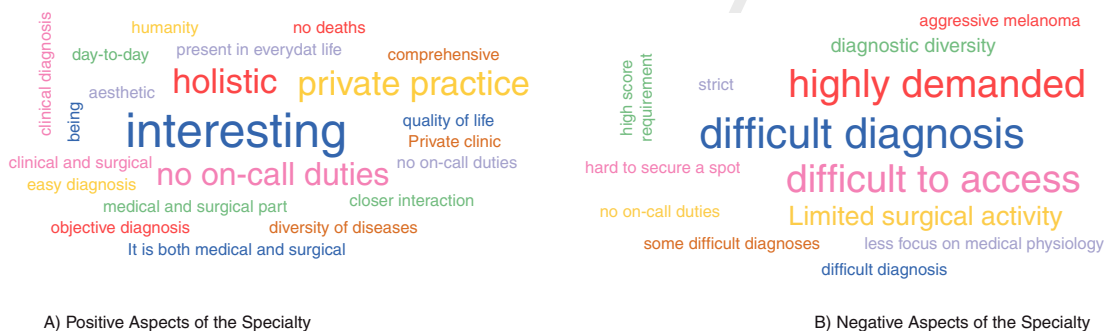 humanity
no deaths
day-to-day
present in everydat life
comprehensive
clinical diagnosis
holistic
private practice
aesthetic
being
interesting
quality of life
Private clinic
clinical and surgical
no on-call duties
no on-call duties
easy diagnosis
medical and surgical part
closer interaction
objective diagnosis
diversity of diseases
It is both medical and surgical
A) Positive Aspects of the Specialty
aggressive melanoma
diagnostic diversity
high score
requirement
strict
highly demanded
difficult diagnosis
hard to secure a spot
difficult to access
no on-call duties
Limited surgical activity
some difficult diagnoses
less focus on medical physiology
difficult diagnosis
B) Negative Aspects of the Specialty